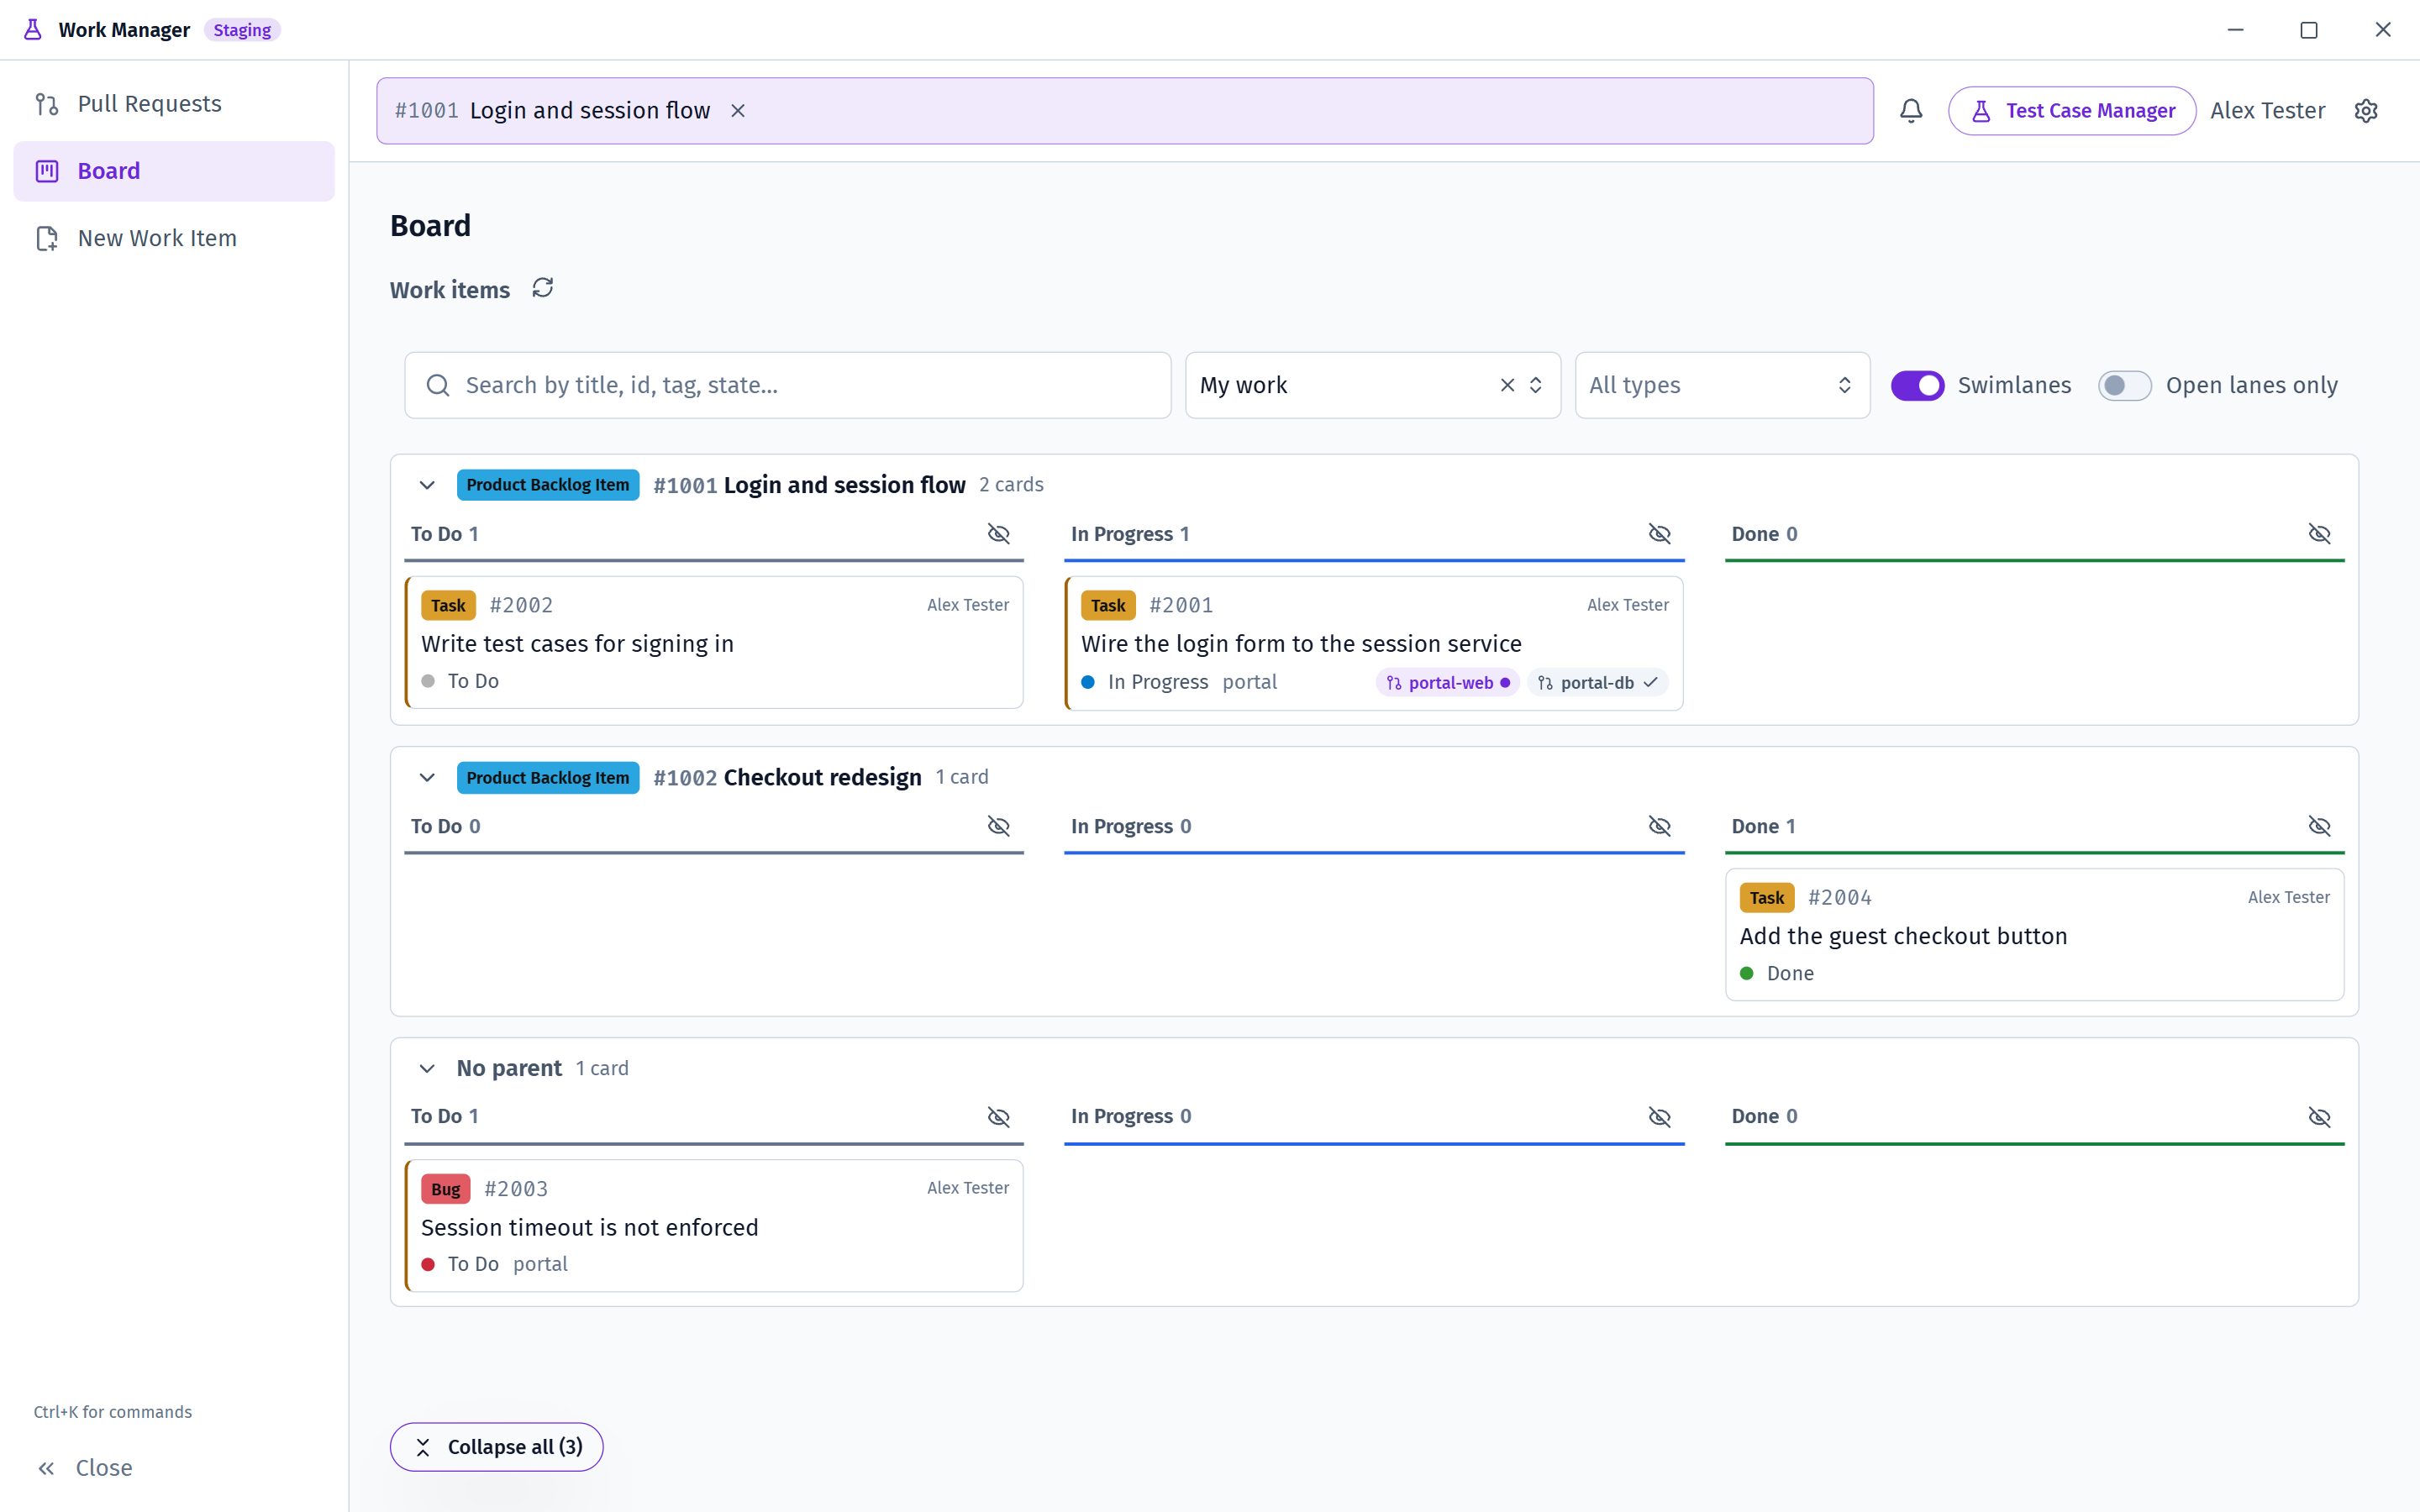 Work Manager Staging
Pull Requests
Board
New Work Item
Ctrl+K for commands
Close
#1001 Login and session flow
Test Case Manager
Alex Tester
Board
Work items
Search by title, id, tag, state...
My work
All types
Swimlanes
Open lanes only
Product Backlog Item #1001 Login and session flow 2 cards
To Do 1
In Progress 1
Done 0
Task #2002 Alex Tester
Write test cases for signing in
To Do
Task #2001 Alex Tester
Wire the login form to the session service
In Progress portal portal-web portal-db
Product Backlog Item #1002 Checkout redesign 1 card
To Do 0
In Progress 0
Done 1
Task #2004 Alex Tester
Add the guest checkout button
Done
No parent 1 card
To Do 1
In Progress 0
Done 0
Bug #2003 Alex Tester
Session timeout is not enforced
To Do portal
Collapse all (3)